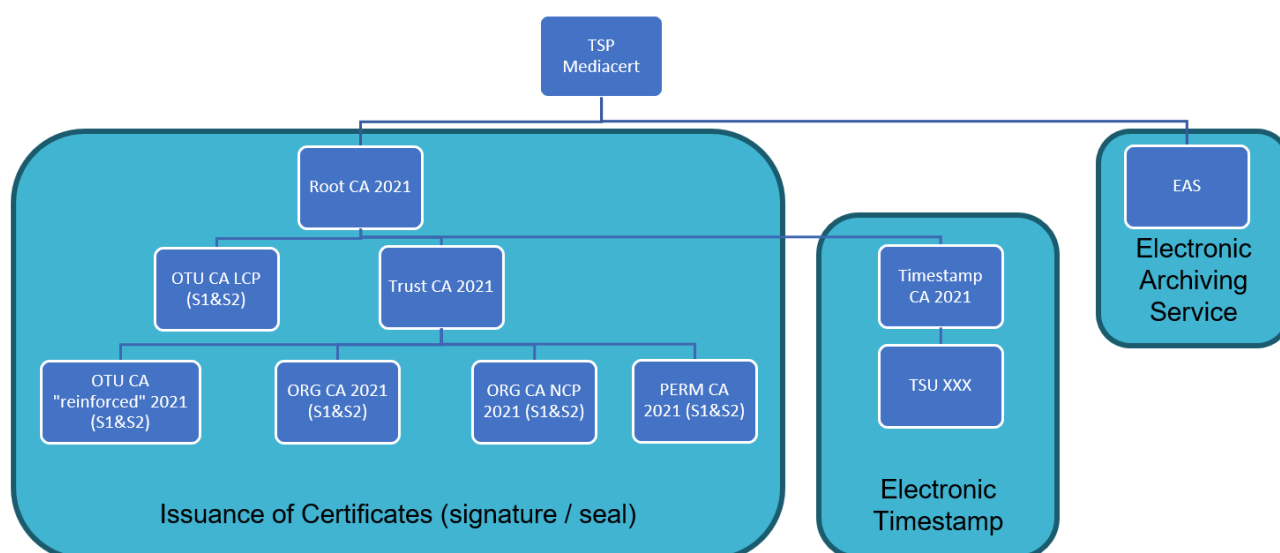 TSP
Mediacert
Root CA 2021
EAS
Electronic
Archiving
Service
OTU CA LCP
(S1&S2)
Trust CA 2021
Timestamp
CA 2021
OTU CA
"reinforced" 2021
(S1&S2)
ORG CA 2021
(S1&S2)
ORG CA NCP
2021 (S1&S2)
PERM CA
2021 (S1&S2)
TSU XXX
Issuance of Certificates (signature / seal)
Electronic
Timestamp